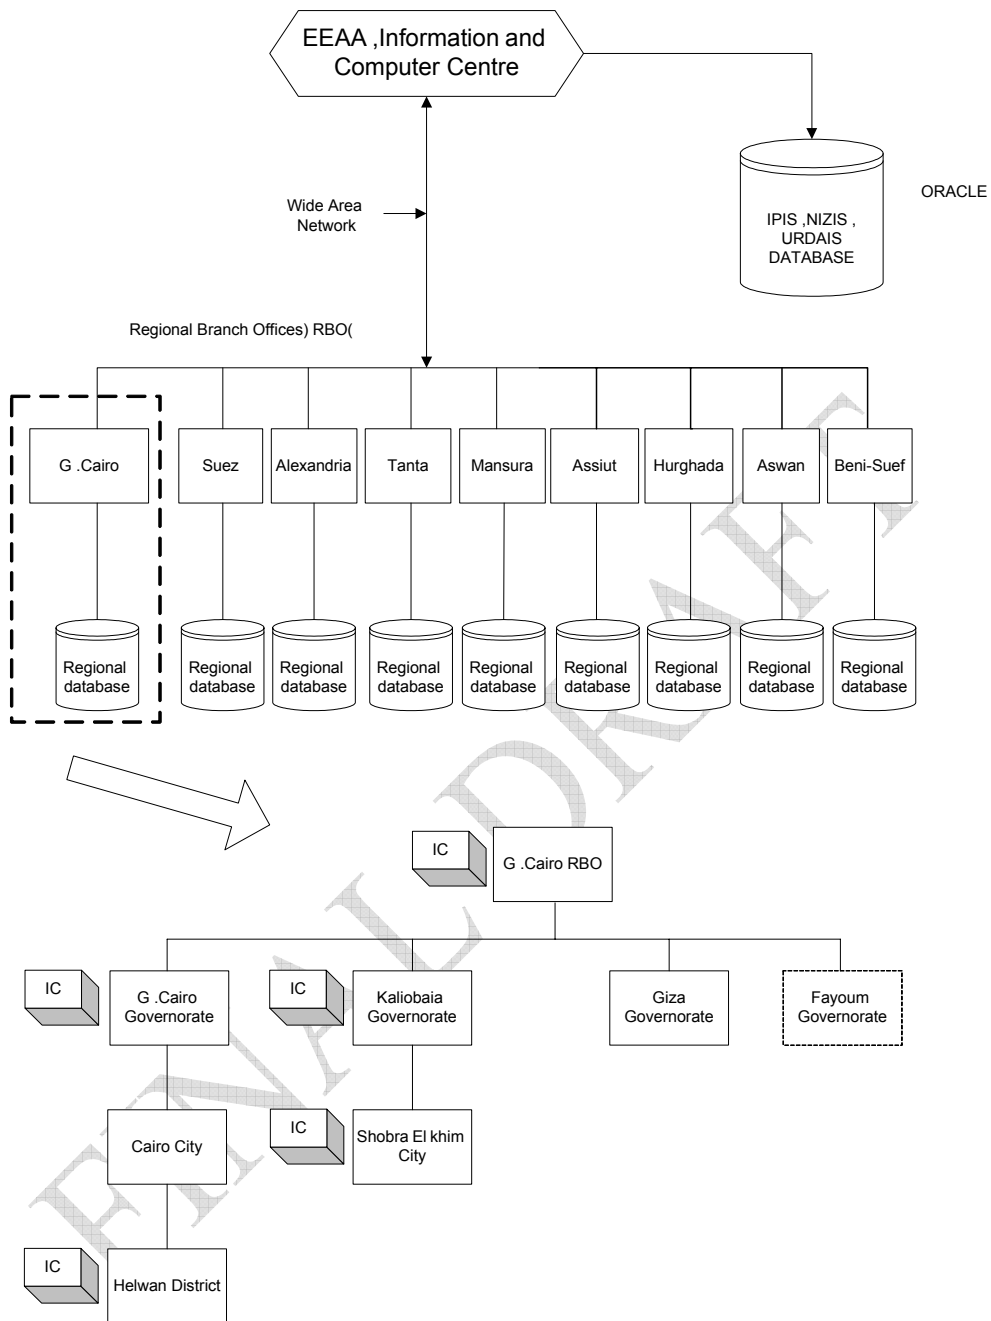 EEAA ,Information and
Computer Centre
ORACLE
IPIS ,NIZIS ,
URDAIS
DATABASE
Wide Area
Network
Regional Branch Offices) RBO(
G .Cairo
Suez
Alexandria
Tanta
Mansura
Assiut
Hurghada
Aswan
Beni-Suef
Regional
database
Regional
database
Regional
database
Regional
database
Regional
database
Regional
database
Regional
database
Regional
database
Regional
database
IC
G .Cairo RBO
IC
G .Cairo
Governorate
IC
Kaliobaia
Governorate
Giza
Governorate
Fayoum
Governorate
Cairo City
IC
Shobra El khim
City
IC
Helwan District
FINAL DRAFT